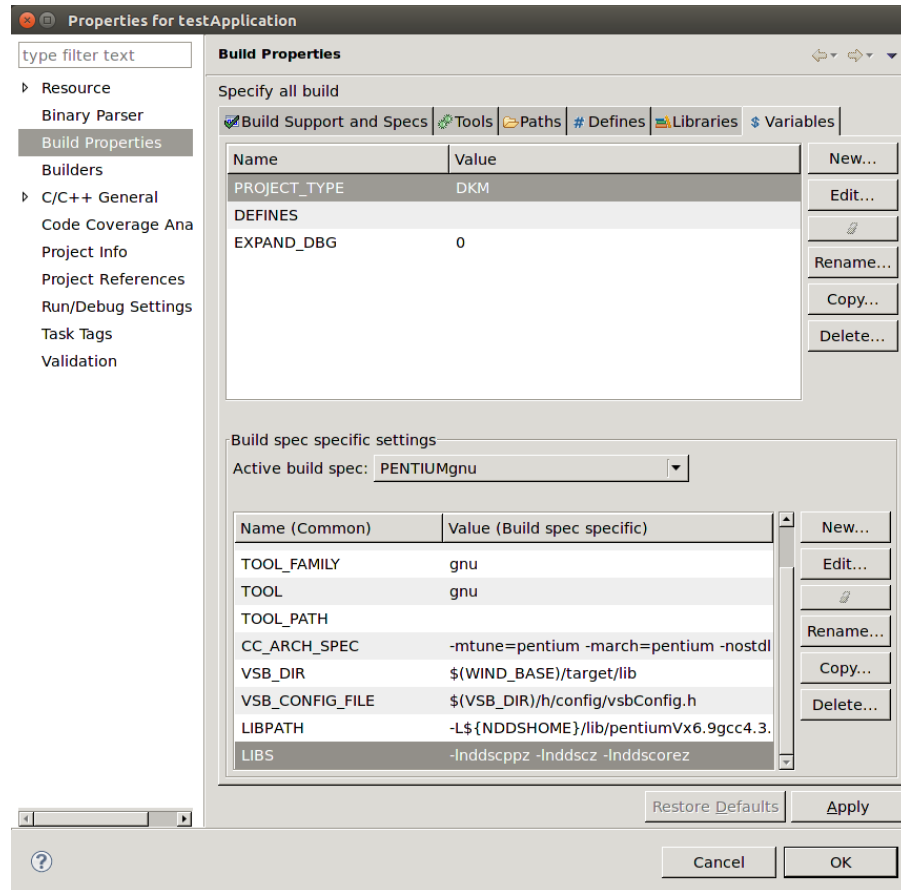 Properties for testApplication
type filter text
Build Properties
Resource
Binary Parser
Build Properties
Builders
C/C++ General
Code Coverage Ana
Project Info
Project References
Run/Debug Settings
Task Tags
Validation
Specify all build
Build Support and Specs Tools Paths # Defines Libraries $ Variables
Name Value
PROJECT_TYPE DKM
DEFINES
EXPAND_DBG 0
New...
Edit...
Rename...
Copy...
Delete...
Build spec specific settings
Active build spec: PENTIUMgnu
Name (Common) Value (Build spec specific)
TOOL_FAMILY gnu
TOOL gnu
TOOL_PATH
CC_ARCH_SPEC -mtune=pentium -march=pentium -nostdl
VSB_DIR $(WIND_BASE)/target/lib
VSB_CONFIG_FILE $(VSB_DIR)/h/config/vsbConfig.h
LIBPATH -L${NDDSHOME}/lib/pentiumVx6.9gcc4.3.
LIBS -lnddscppz -lnddscz -lnddscorez
New...
Edit...
Rename...
Copy...
Delete...
Restore Defaults Apply
? Cancel OK